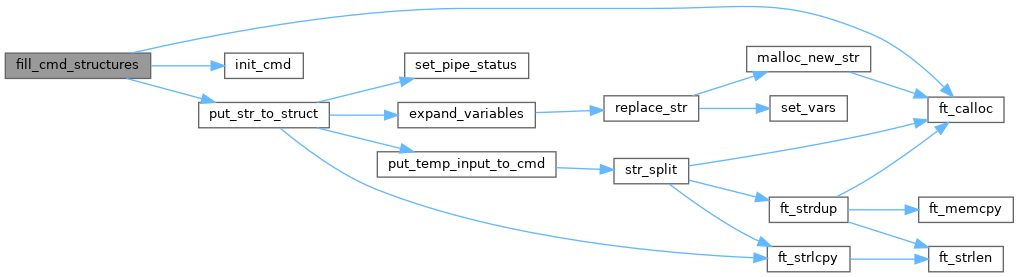 fill_cmd_structures
init_cmd
put_str_to_struct
set_pipe_status
expand_variables
put_temp_input_to_cmd
replace_str
str_split
malloc_new_str
set_vars
ft_strdup
ft_strlcpy
ft_calloc
ft_memcpy
ft_strlen